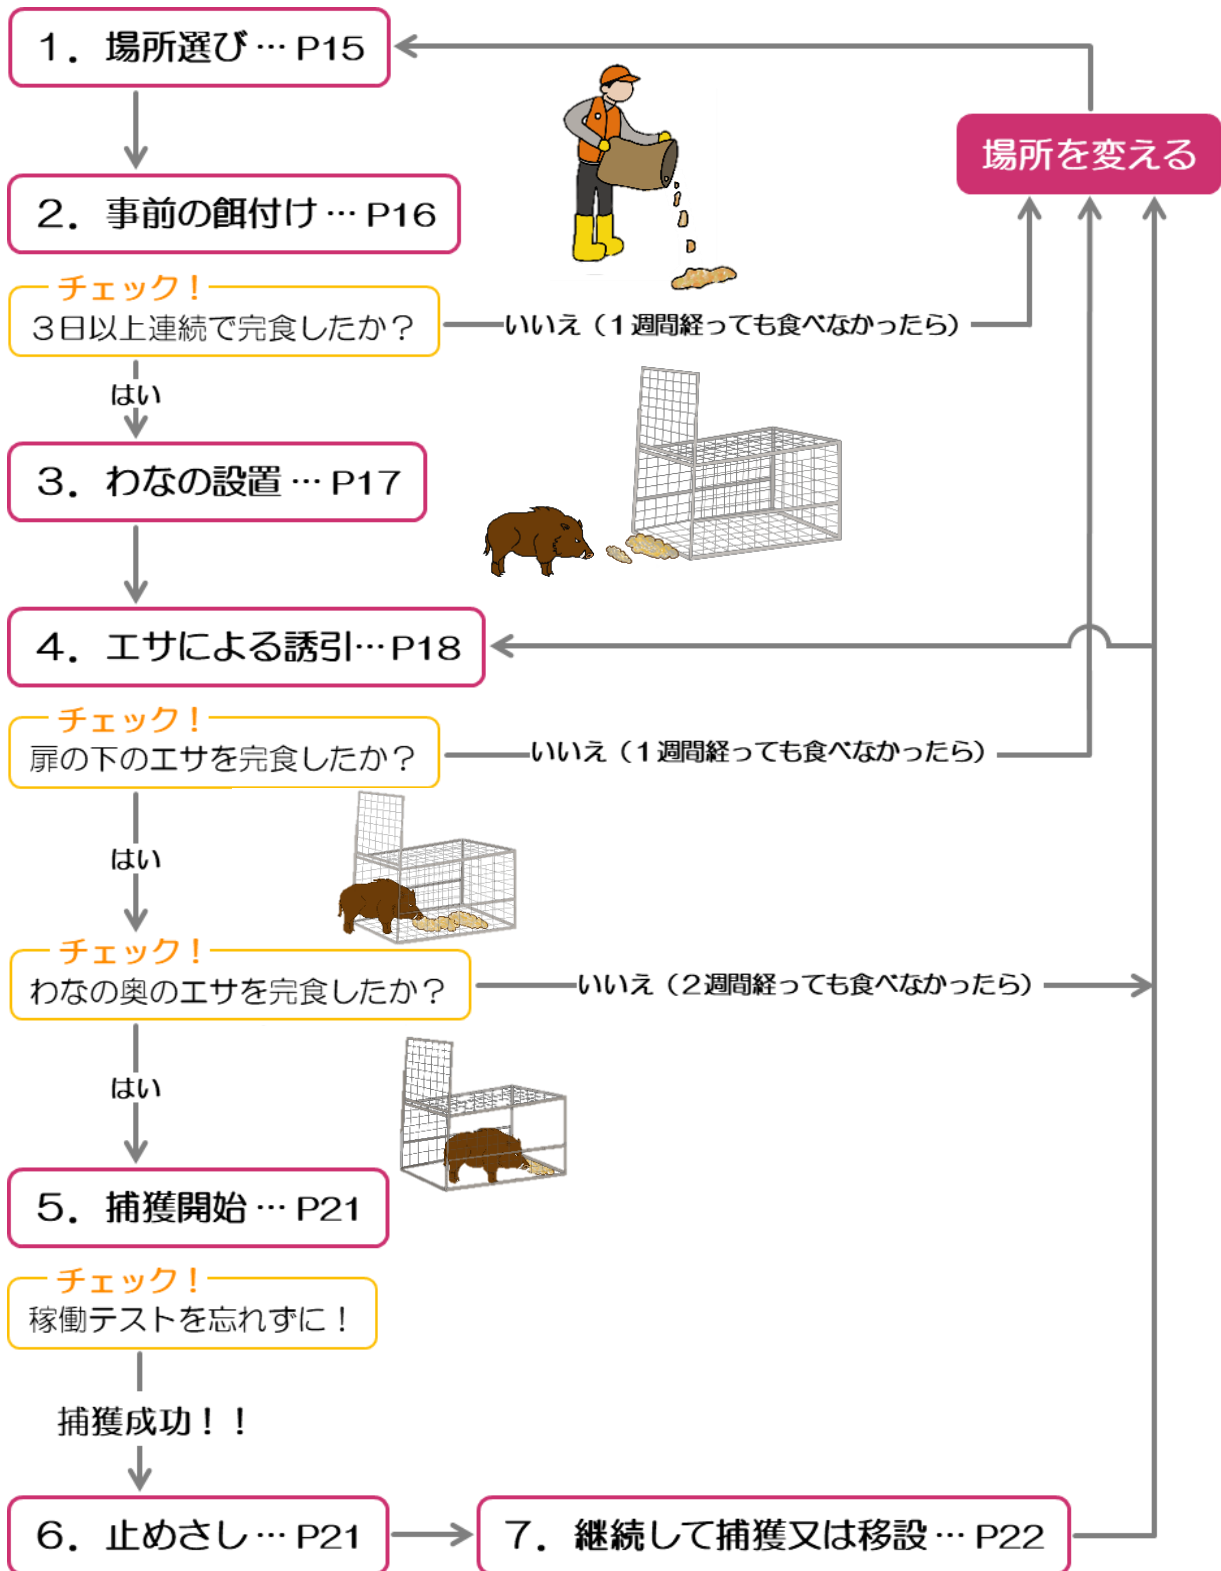 1．場所選び … P15
場所を変える
2．事前の餌付け … P16
チェック！
３日以上連続で完食したか？
いいえ（１週間経っても食べなかったら）
はい
3．わなの設置 … P17
4．エサによる誘引…P18
チェック！
扉の下のエサを完食したか？
いいえ（１週間経っても食べなかったら）
はい
チェック！
わなの奥のエサを完食したか？
いいえ（２週間経っても食べなかったら）
はい
5．捕獲開始 … P21
チェック！
稼働テストを忘れずに！
捕獲成功！！
6．止めさし … P21
7．継続して捕獲又は移設 … P22